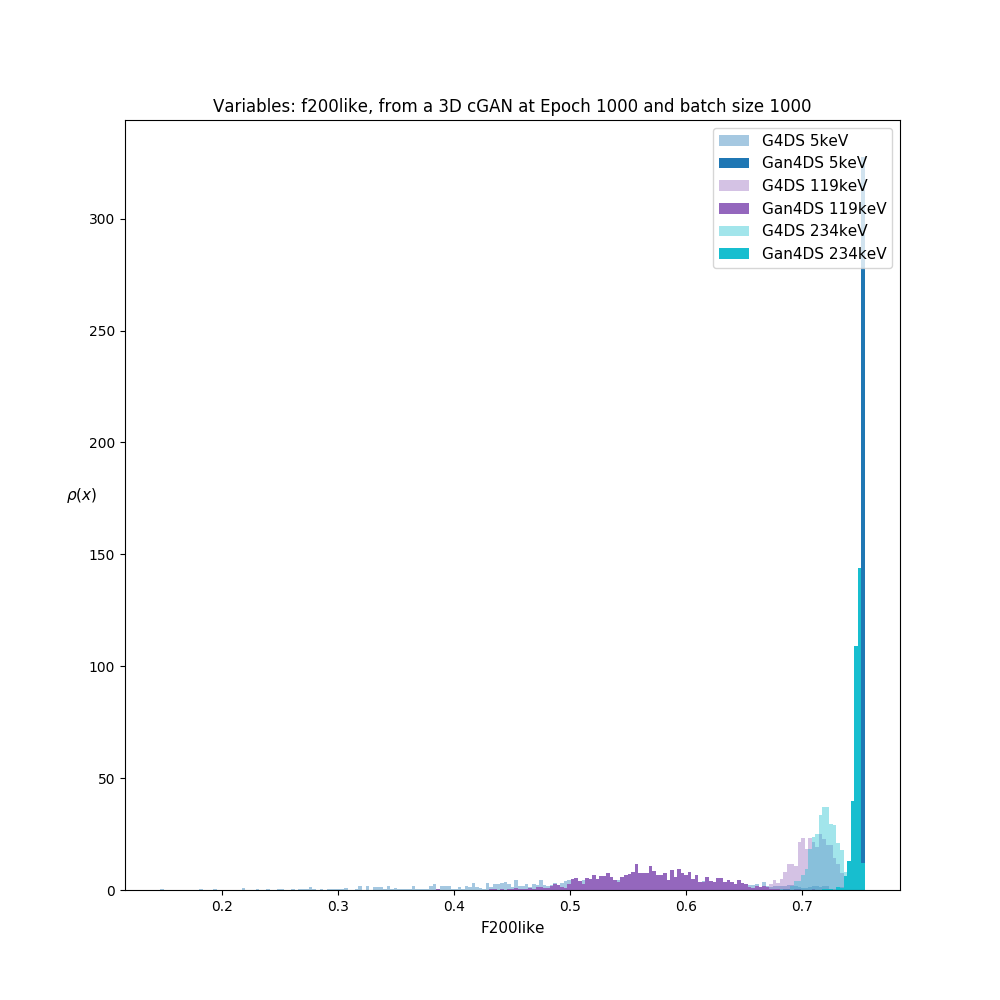 Variables: f200like, from a 3D cGAN at Epoch 1000 and batch size 1000
G4DS 5keV
Gan4DS 5keV
G4DS 119keV
Gan4DS 119keV
G4DS 234keV
Gan4DS 234keV
300
250
200
150
100
50
0
ρ(x)
0.2 0.3 0.4 0.5 0.6 0.7
F200like